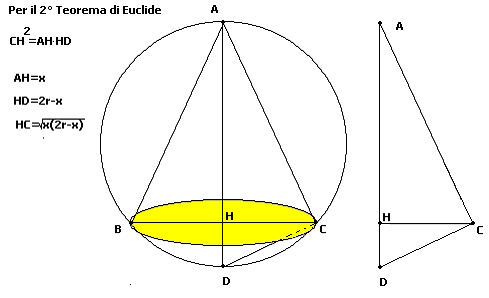 Per il 2° Teorema di Euclide
CH²=AH·HD
AH=x
HD=2r-x
HC=√x(2r-x)
A
B
H
C
D
A
H
C
D